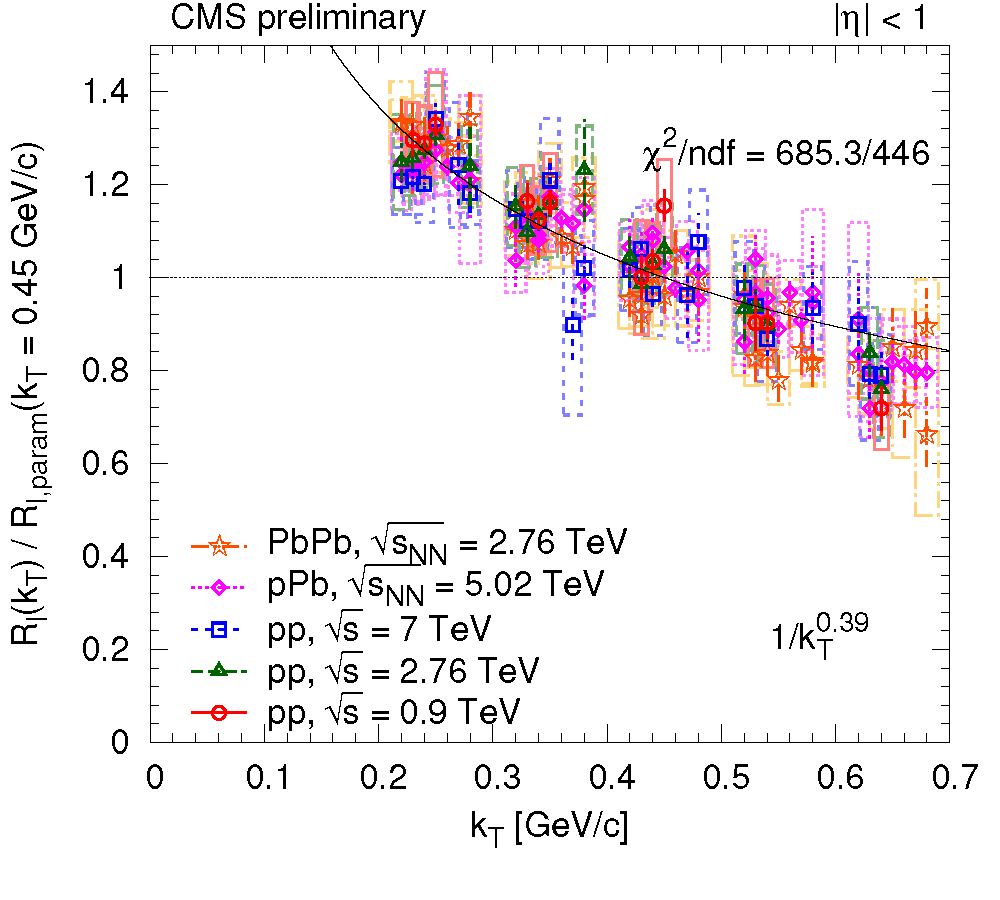 CMS preliminary
|η| < 1
R_l(k_T) / R_{l,param}(k_T = 0.45 GeV/c)
1.4
1.2
1
0.8
0.6
0.4
0.2
0
χ²/ndf = 685.3/446
PbPb, √s_NN = 2.76 TeV
pPb, √s_NN = 5.02 TeV
pp, √s = 7 TeV
pp, √s = 2.76 TeV
pp, √s = 0.9 TeV
1/k_T^0.39
0 0.1 0.2 0.3 0.4 0.5 0.6 0.7
k_T [GeV/c]